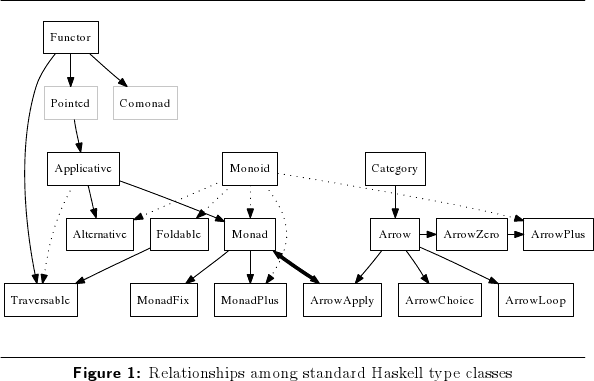 Functor
Pointed Comonad
Applicative Monoid Category
Alternative Foldable Monad Arrow ArrowZero ArrowPlus
Traversable MonadFix MonadPlus ArrowApply ArrowChoice ArrowLoop
Figure 1: Relationships among standard Haskell type classes